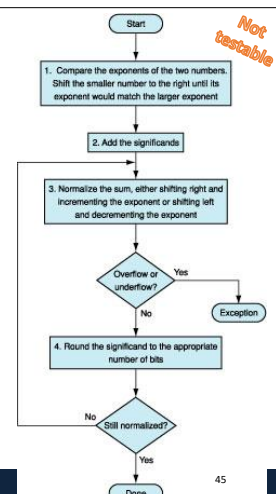 Start
Not
testable
1. Compare the exponents of the two numbers.
Shift the smaller number to the right until its
exponent would match the larger exponent
2. Add the significands
3. Normalize the sum, either shifting right and
incrementing the exponent or shifting left
and decrementing the exponent
Overflow or
underflow?
Yes
No
Exception
4. Round the significand to the appropriate
number of bits
No
Still normalized?
Yes
45
Done